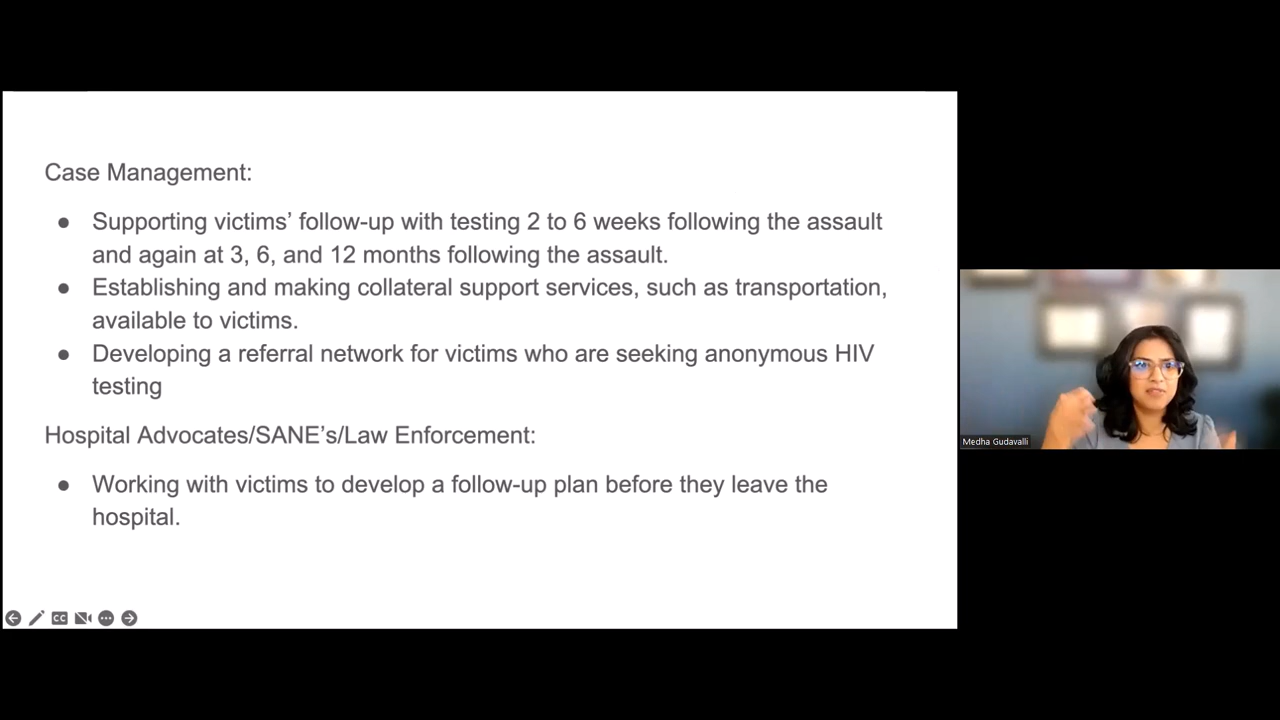 Case Management:
● Supporting victims’ follow-up with testing 2 to 6 weeks following the assault
and again at 3, 6, and 12 months following the assault.
● Establishing and making collateral support services, such as transportation,
available to victims.
● Developing a referral network for victims who are seeking anonymous HIV
testing
Hospital Advocates/SANE’s/Law Enforcement:
● Working with victims to develop a follow-up plan before they leave the
hospital.
CC
Medha Gudavalli